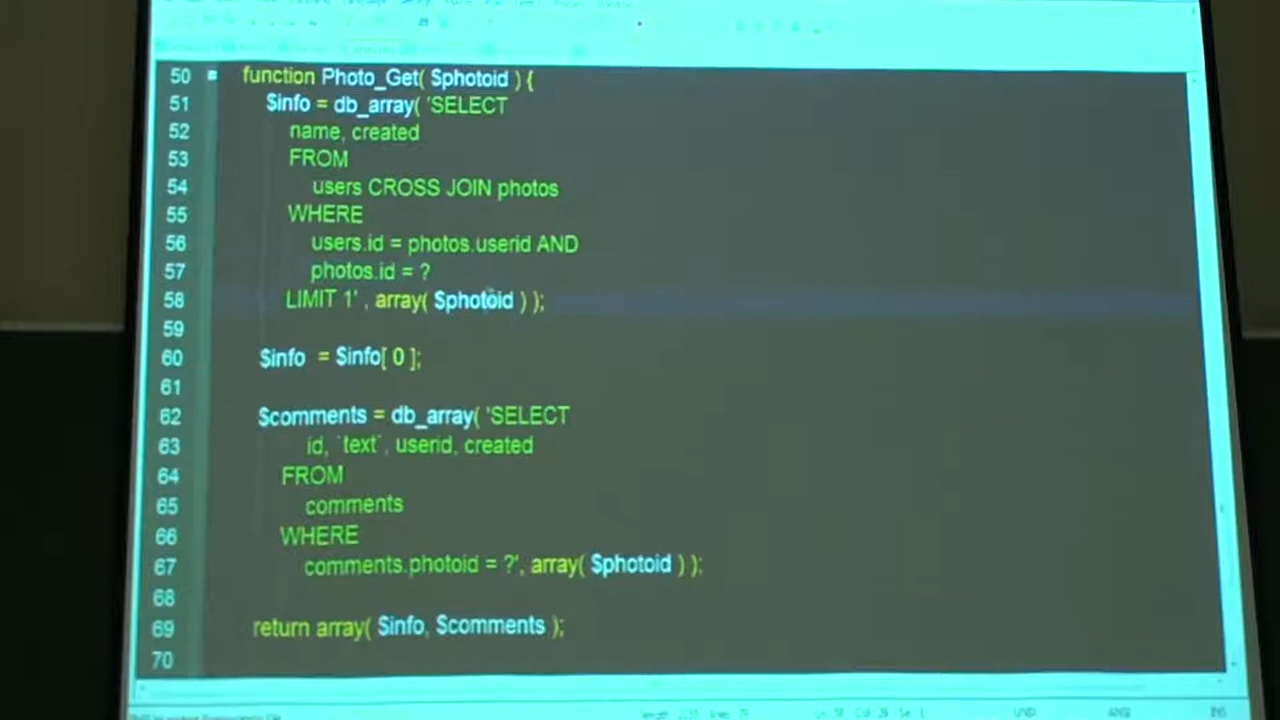 50 function Photo_Get( $photoid ) {
51 $info = db_array( 'SELECT
52 name, created
53 FROM
54 users CROSS JOIN photos
55 WHERE
56 users.id = photos.userid AND
57 photos.id = ?
58 LIMIT 1' , array( $photoid ) );
59
60 $info = $info[ 0 ];
61
62 $comments = db_array( 'SELECT
63 id, `text`, userid, created
64 FROM
65 comments
66 WHERE
67 comments.photoid = ?', array( $photoid ) );
68
69 return array( $info, $comments );
70